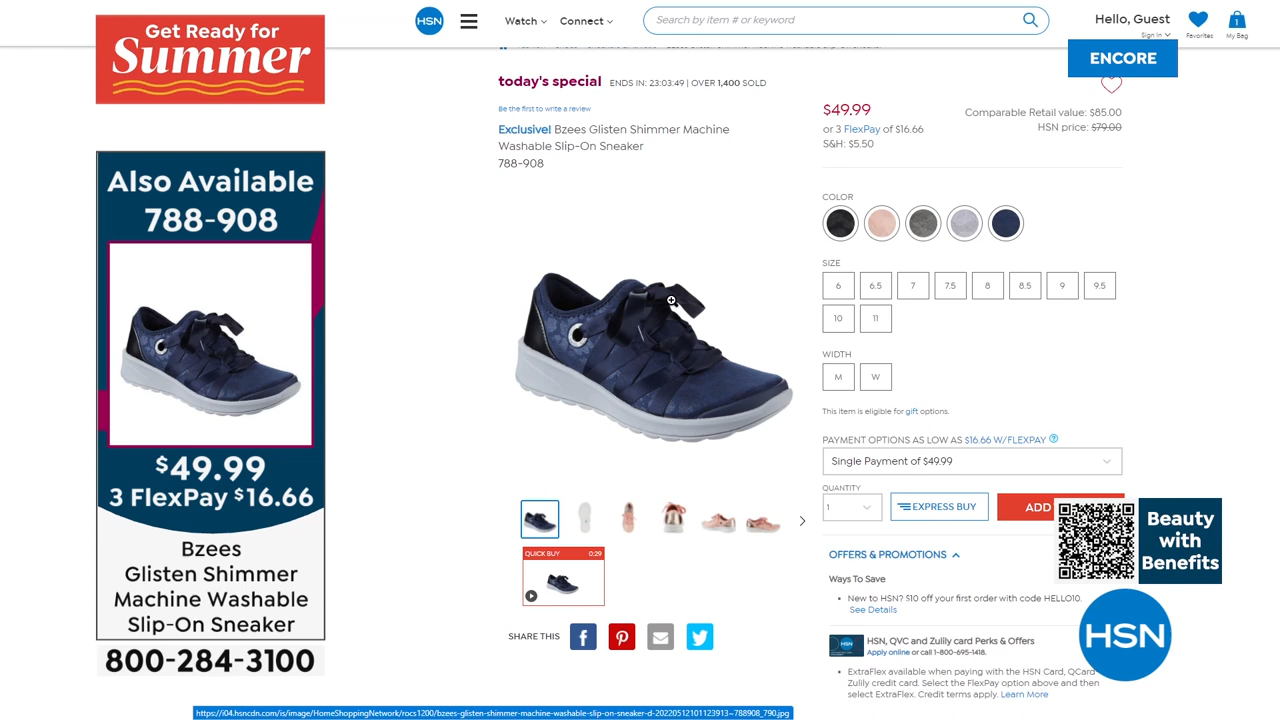 Get Ready for
Summer
Also Available
788-908
$49.99
3 FlexPay $16.66
Bzees
Glisten Shimmer
Machine Washable
Slip-On Sneaker
800-284-3100
HSN
Watch
Connect
Search by item # or keyword
Hello, Guest
Sign in
Favorites
1
My Bag
ENCORE
today's special ENDS IN: 23:03:49 | OVER 1,400 SOLD
Be the first to write a review
Exclusive! Bzees Glisten Shimmer Machine
Washable Slip-On Sneaker
788-908
$49.99
or 3 FlexPay of $16.66
S&H: $5.50
Comparable Retail value: $85.00
HSN price: $79.00
COLOR
SIZE
6 6.5 7 7.5 8 8.5 9 9.5
10 11
WIDTH
M W
This item is eligible for gift options.
PAYMENT OPTIONS AS LOW AS $16.66 W/FLEXPAY
Single Payment of $49.99
QUANTITY
1
EXPRESS BUY
ADD
QUICK BUY 0:29
SHARE THIS
OFFERS & PROMOTIONS
Ways To Save
New to HSN? $10 off your first order with code HELLO10.
See Details
HSN, QVC and Zulily card Perks & Offers
Apply online or call 1-800-695-1418.
ExtraFlex available when paying with the HSN Card, QCard
Zulily credit card. Select the FlexPay option above and then
select ExtraFlex. Credit terms apply. Learn More
Beauty
with
Benefits
HSN
https://i04.hsncdn.com/is/image/HomeShoppingNetwork/rocs1200/bzees-glisten-shimmer-machine-washable-slip-on-sneaker-d-20220512101123913~788908_790.jpg